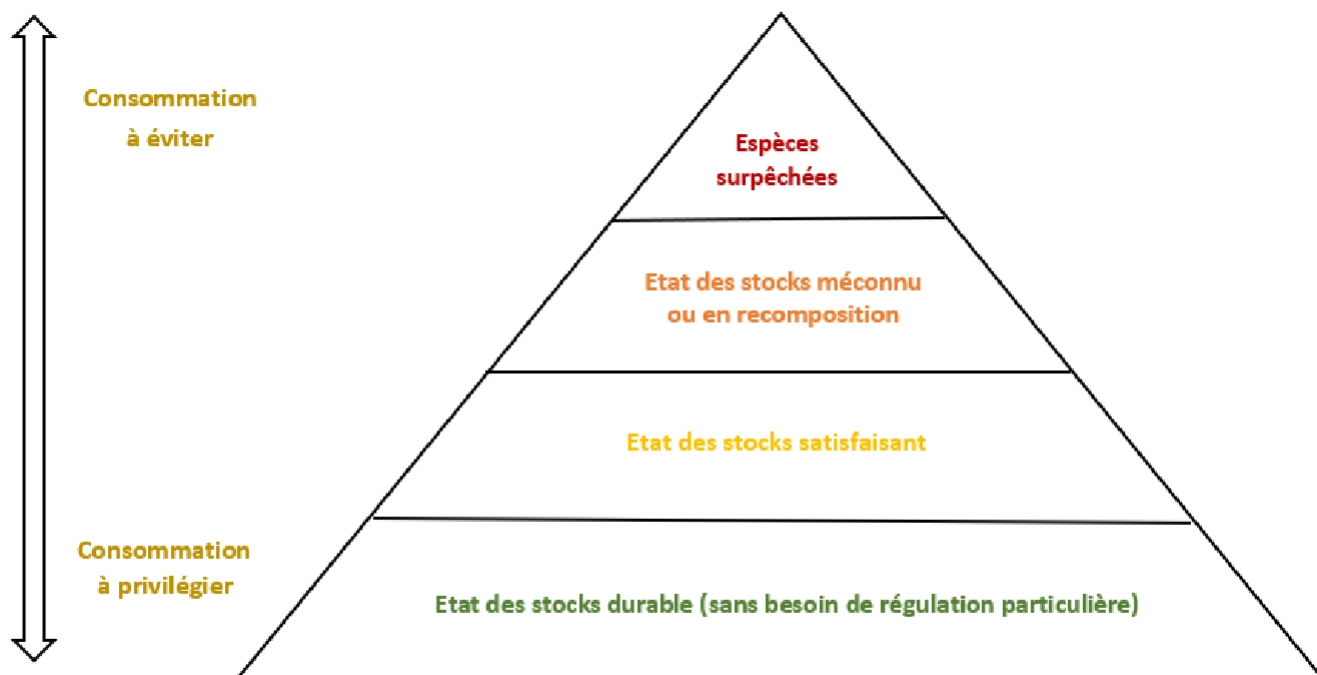 Consommation
à éviter
Espèces
surpêchées
Etat des stocks méconnu
ou en recomposition
Etat des stocks satisfaisant
Consommation
à privilégier
Etat des stocks durable (sans besoin de régulation particulière)